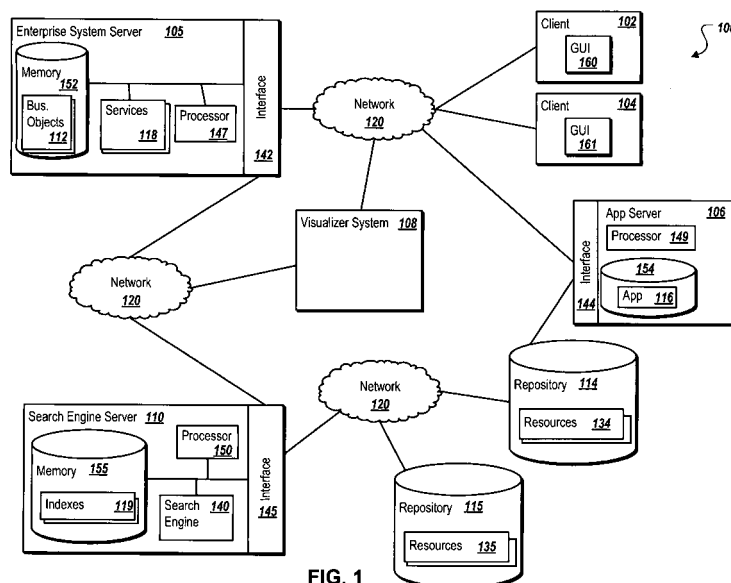 Enterprise System Server 105
Memory
152
Bus.
Objects
112
Services
118
Processor
147
Interface
142
Network
120
Client 102
GUI
160
Client 104
GUI
161
Visualizer System 108
App Server 106
Processor 149
154
App 116
Interface
144
Network
120
Search Engine Server 110
Processor
150
Memory
155
Indexes 119
Search
Engine 140
Interface
145
Network
120
Repository 114
Resources 134
Repository 115
Resources 135
FIG. 1